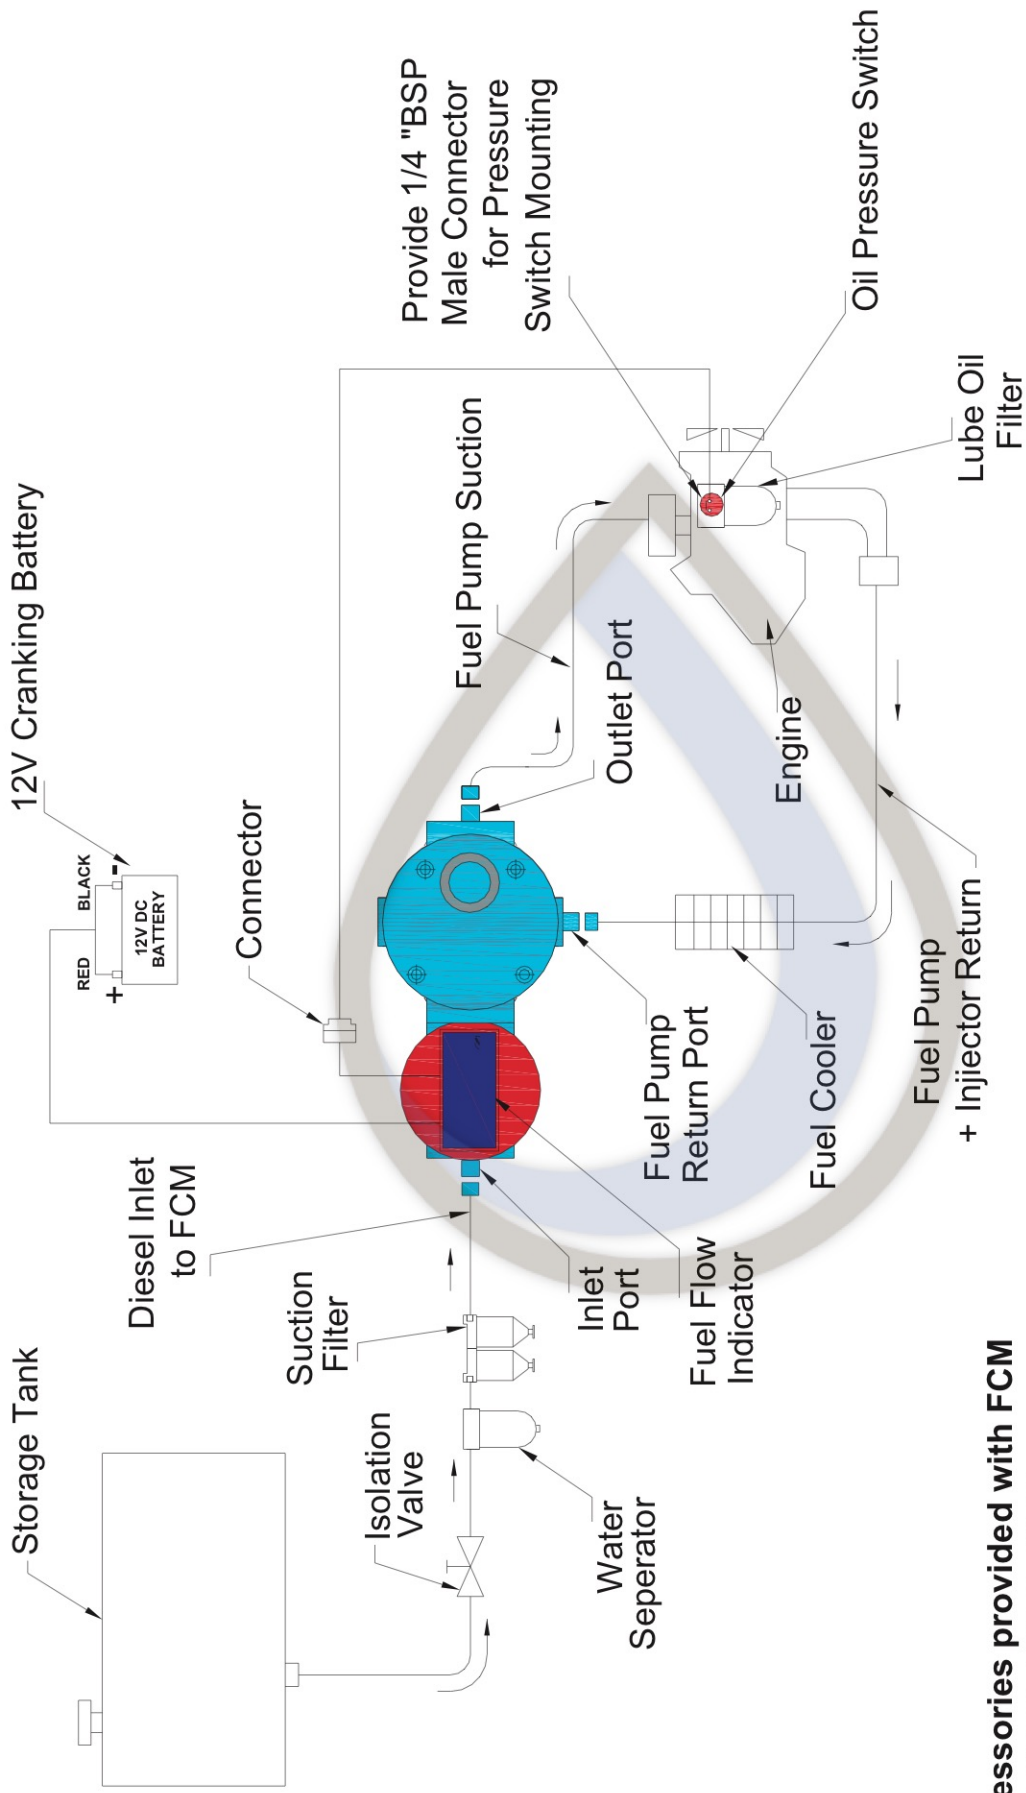 Storage Tank
12V Cranking Battery
RED
BLACK
+
-
12V DC
BATTERY
Diesel Inlet
to FCM
Connector
Provide 1/4 "BSP
Male Connector
for Pressure
Switch Mounting
Suction
Filter
Isolation
Valve
Fuel Pump Suction
Water
Seperator
Inlet
Port
Outlet Port
Fuel Flow
Indicator
Fuel Pump
Return Port
Engine
Oil Pressure Switch
Fuel Cooler
Lube Oil
Filter
Fuel Pump
+ Injiector Return
essories provided with FCM